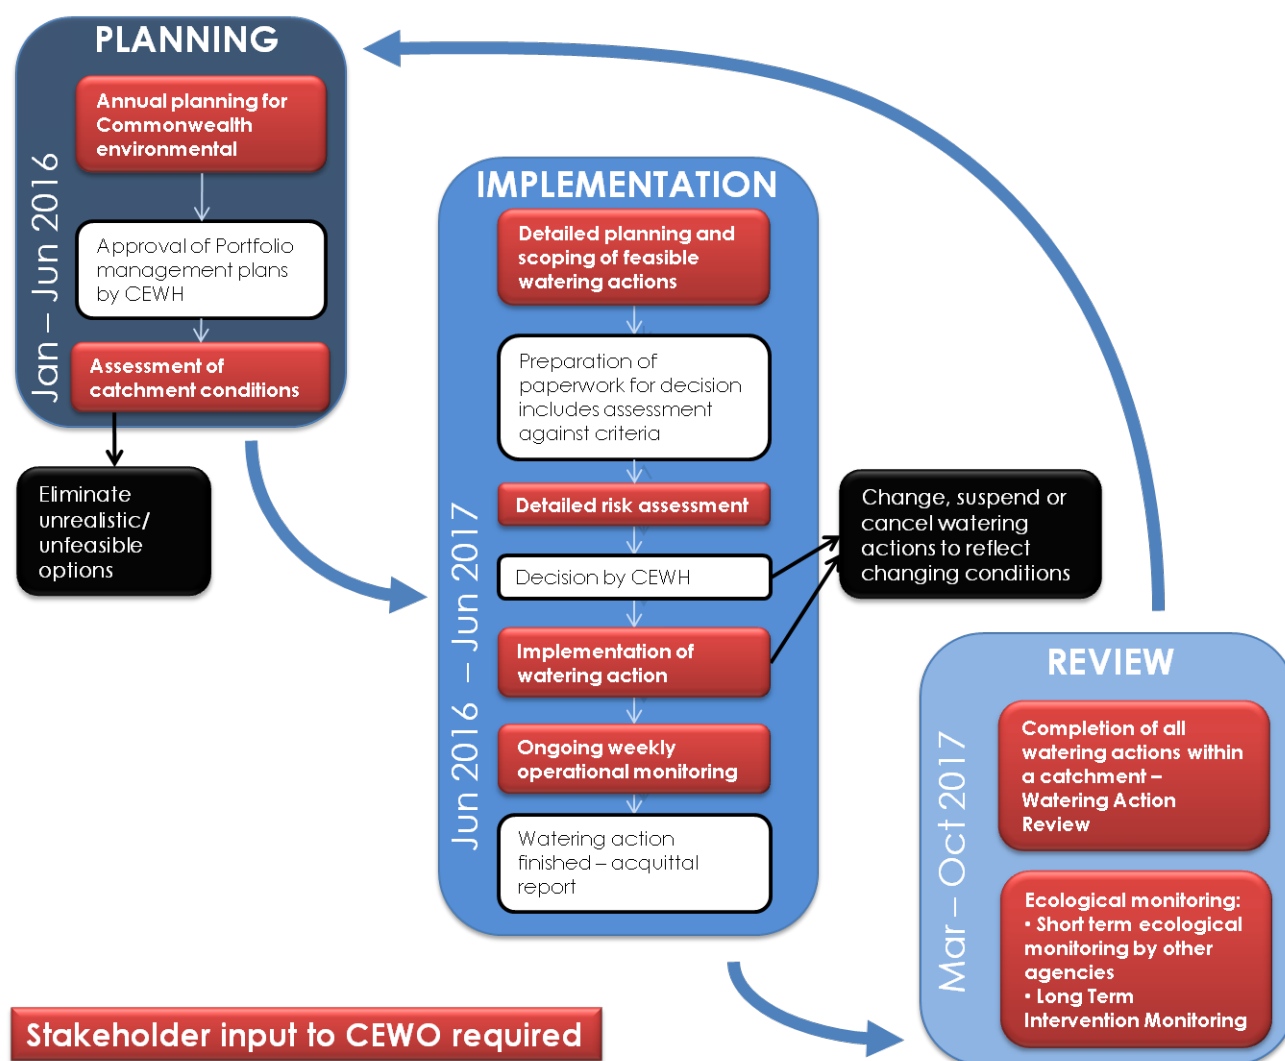 PLANNING
Jan – Jun 2016
Annual planning for
Commonwealth
environmental
Approval of Portfolio
management plans
by CEWH
Assessment of
catchment conditions
Eliminate
unrealistic/
unfeasible
options
IMPLEMENTATION
Jun 2016 – Jun 2017
Detailed planning and
scoping of feasible
watering actions
Preparation of
paperwork for decision
includes assessment
against criteria
Detailed risk assessment
Decision by CEWH
Implementation of
watering action
Ongoing weekly
operational monitoring
Watering action
finished – acquittal
report
Change, suspend or
cancel watering
actions to reflect
changing conditions
REVIEW
Mar – Oct 2017
Completion of all
watering actions within
a catchment –
Watering Action
Review
Ecological monitoring:
• Short term ecological
monitoring by other
agencies
• Long Term
Intervention Monitoring
Stakeholder input to CEWO required